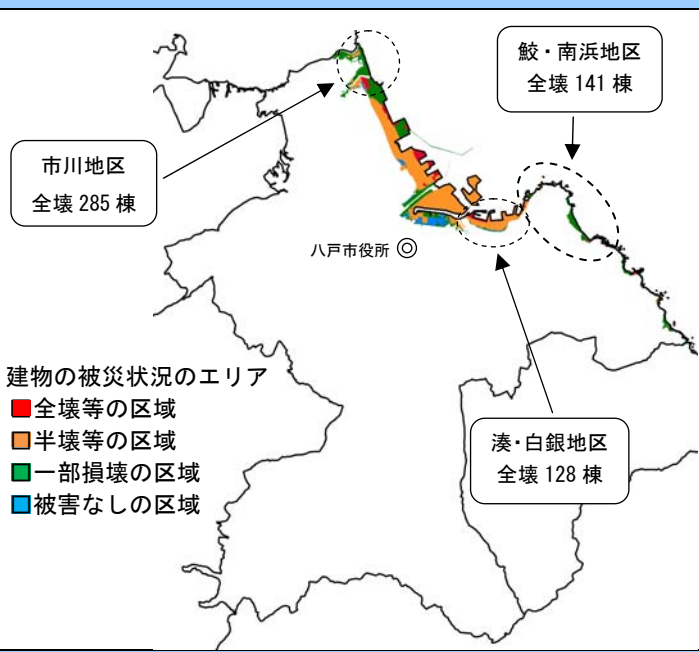 鮫・南浜地区
全壊 141 棟
市川地区
全壊 285 棟
八戸市役所
建物の被災状況のエリア
全壊等の区域
半壊等の区域
一部損壊の区域
被害なしの区域
湊・白銀地区
全壊 128 棟